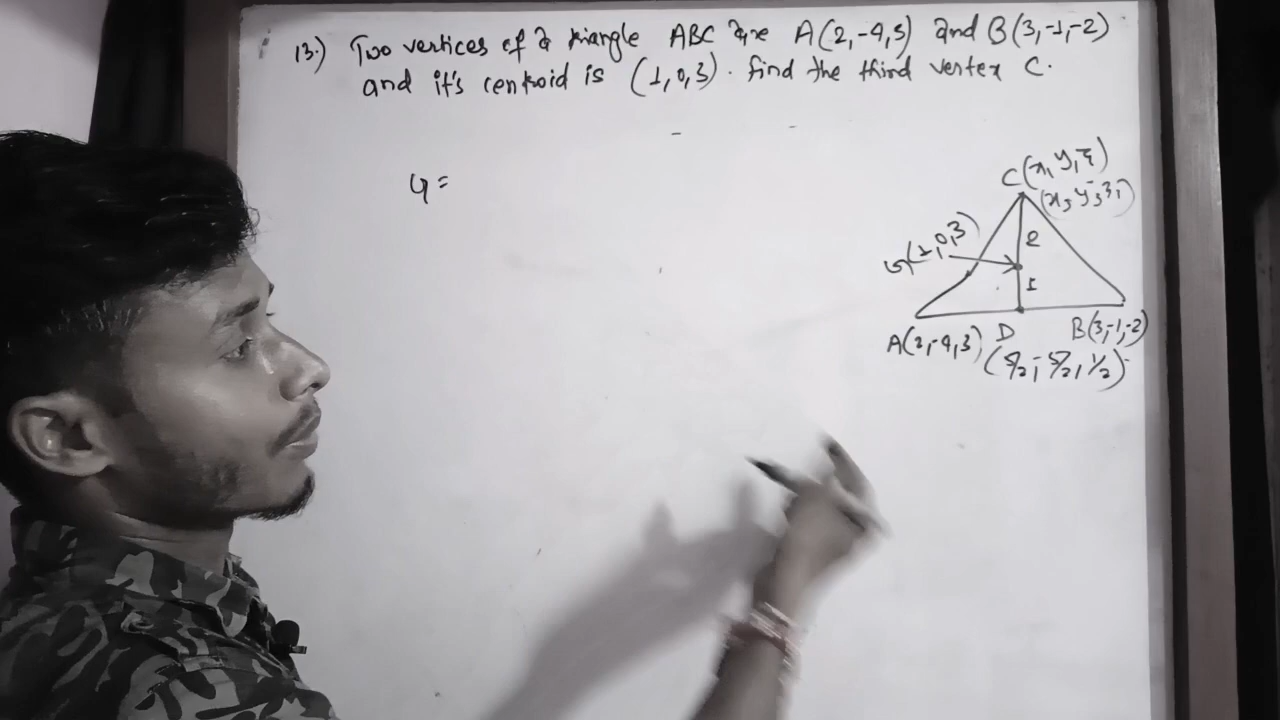 13.) Two vertices of a triangle ABC are A(2,-4,3) and B(3,-1,-2)
and it's centroid is (1,0,3). find the third vertex C.
G =
C(x,y,z)
(x3 y3 z3)
G(1,0,3)
2
1
A(2,-4,3) D B(3,-1,-2)
(5/2, -5/2, 1/2)